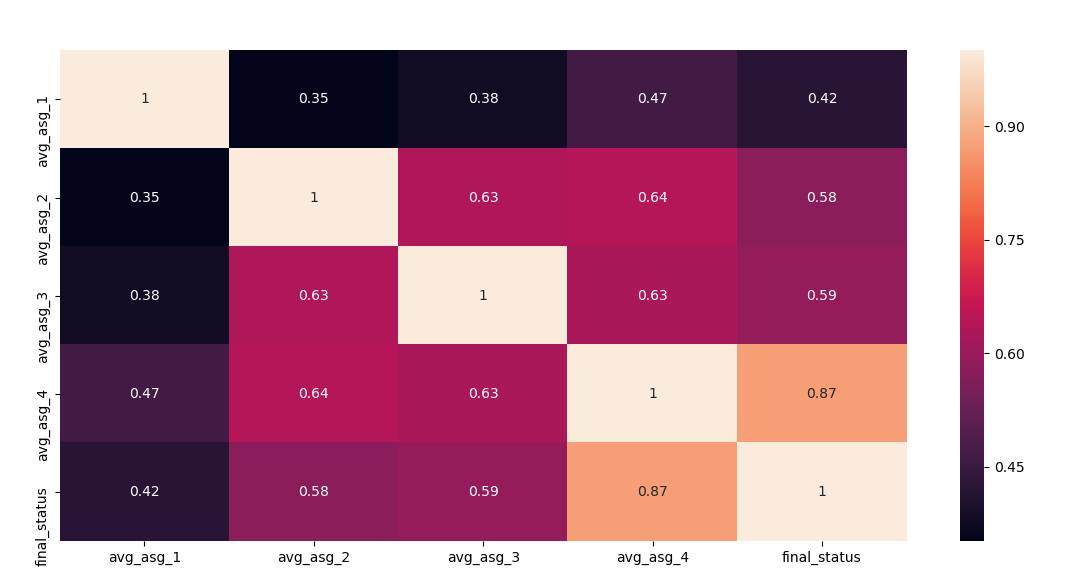 avg_asg_1 1 0.35 0.38 0.47 0.42
avg_asg_2 0.35 1 0.63 0.64 0.58
avg_asg_3 0.38 0.63 1 0.63 0.59
avg_asg_4 0.47 0.64 0.63 1 0.87
final_status 0.42 0.58 0.59 0.87 1
avg_asg_1 avg_asg_2 avg_asg_3 avg_asg_4 final_status
0.90
0.75
0.60
0.45